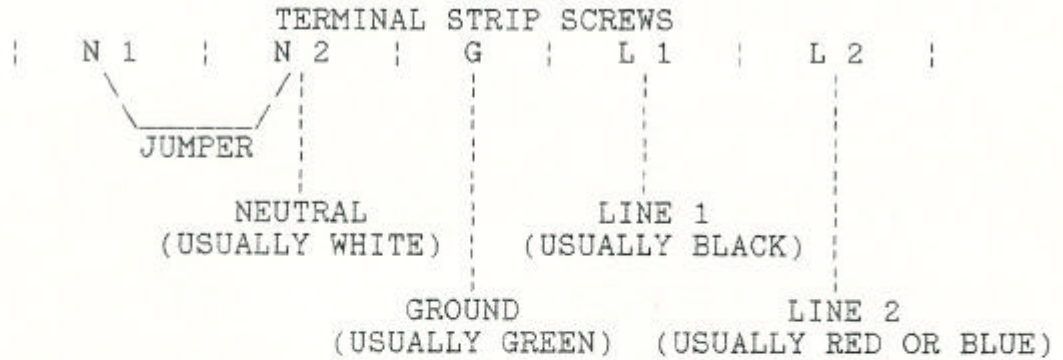 TERMINAL STRIP SCREWS
| N 1 | N 2 | G | L 1 | L 2 |
JUMPER
NEUTRAL LINE 1
(USUALLY WHITE) (USUALLY BLACK)
GROUND LINE 2
(USUALLY GREEN) (USUALLY RED OR BLUE)